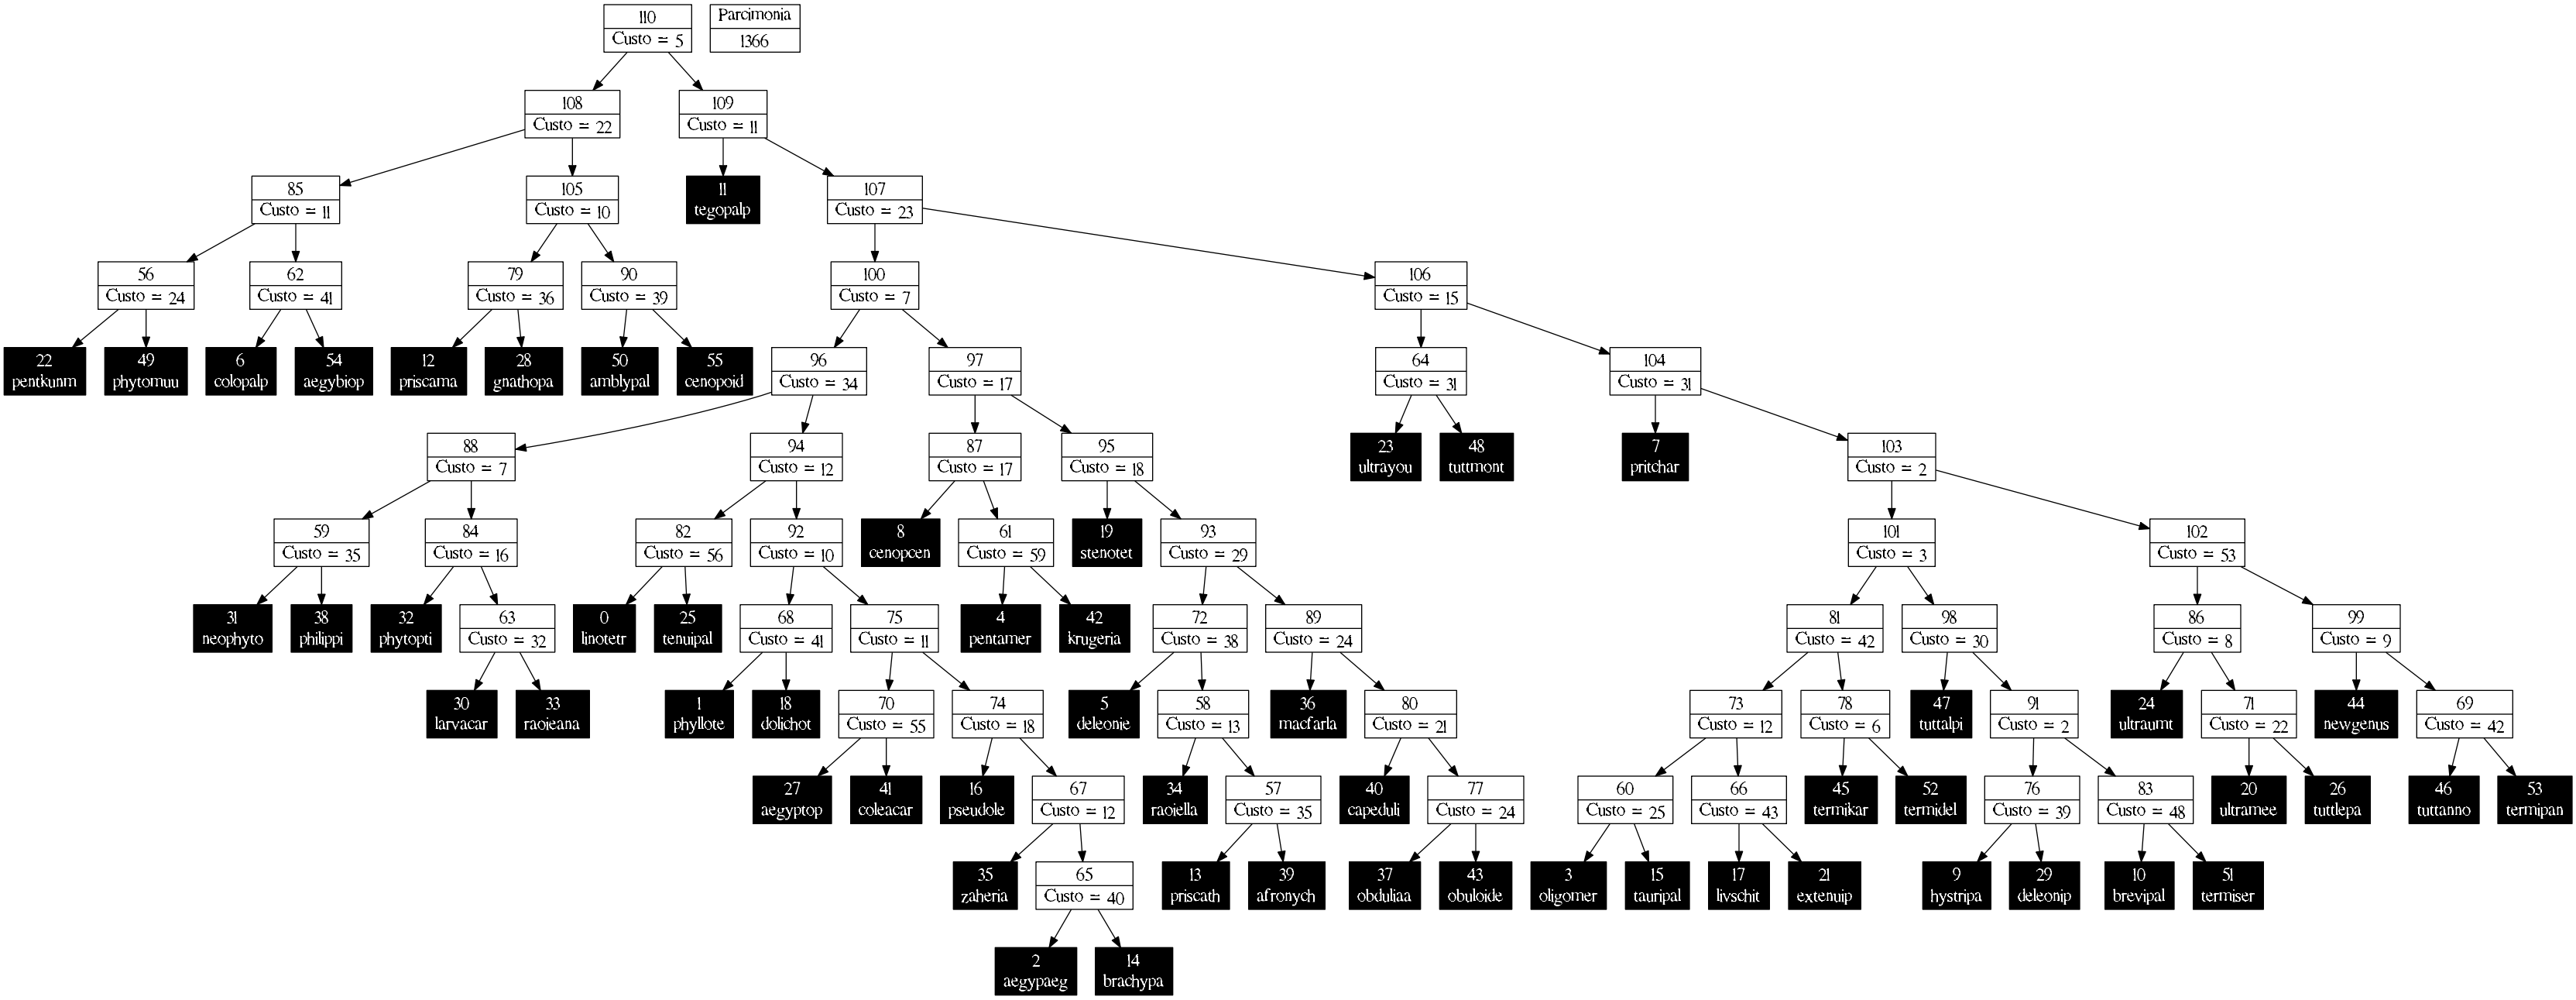 110
Custo = 5
Parcimonia
1366
108
Custo = 22
109
Custo = 11
85
Custo = 11
105
Custo = 10
11
tegopalp
107
Custo = 23
56
Custo = 24
62
Custo = 41
79
Custo = 36
90
Custo = 39
100
Custo = 7
106
Custo = 15
22
pentkunm
49
phytomuu
6
colopalp
54
aegybiop
12
priscama
28
gnathopa
50
amblypal
55
cenopoid
96
Custo = 34
97
Custo = 17
64
Custo = 31
104
Custo = 31
88
Custo = 7
94
Custo = 12
87
Custo = 17
95
Custo = 18
23
ultrayou
48
tuttmont
7
pritchar
103
Custo = 2
59
Custo = 35
84
Custo = 16
82
Custo = 56
92
Custo = 10
8
cenopcen
61
Custo = 59
19
stenotet
93
Custo = 29
101
Custo = 3
102
Custo = 53
31
neophyto
38
philippi
32
phytopti
63
Custo = 32
0
linotetr
25
tenuipal
68
Custo = 41
75
Custo = 11
4
pentamer
42
krugeria
72
Custo = 38
89
Custo = 24
81
Custo = 42
98
Custo = 30
86
Custo = 8
99
Custo = 9
30
larvacar
33
raoieana
1
phyllote
18
dolichot
70
Custo = 55
74
Custo = 18
5
deleonie
58
Custo = 13
36
macfarla
80
Custo = 21
73
Custo = 12
78
Custo = 6
47
tuttalpi
91
Custo = 2
24
ultraumt
71
Custo = 22
44
newgenus
69
Custo = 42
27
aegyptop
41
coleacar
16
pseudole
67
Custo = 12
34
raoiella
57
Custo = 35
40
capeduli
77
Custo = 24
60
Custo = 25
66
Custo = 43
45
termikar
52
termidel
76
Custo = 39
83
Custo = 48
20
ultramee
26
tuttlepa
46
tuttanno
53
termipan
35
zaheria
65
Custo = 40
13
priscath
39
afronych
37
obduliaa
43
obuloide
3
oligomer
15
tauripal
17
livschit
21
extenuip
9
hystripa
29
deleonip
10
brevipal
51
termiser
2
aegypaeg
14
brachypa